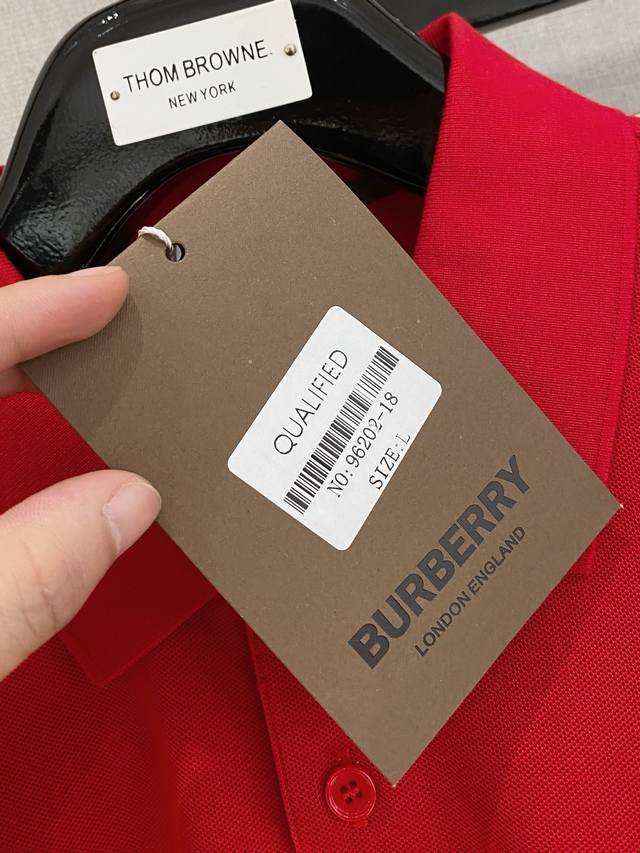 THOM BROWNE.
NEW YORK
QUALIFIED
NO: 96202-18
SIZE: L
BURBERRY
LONDON ENGLAND